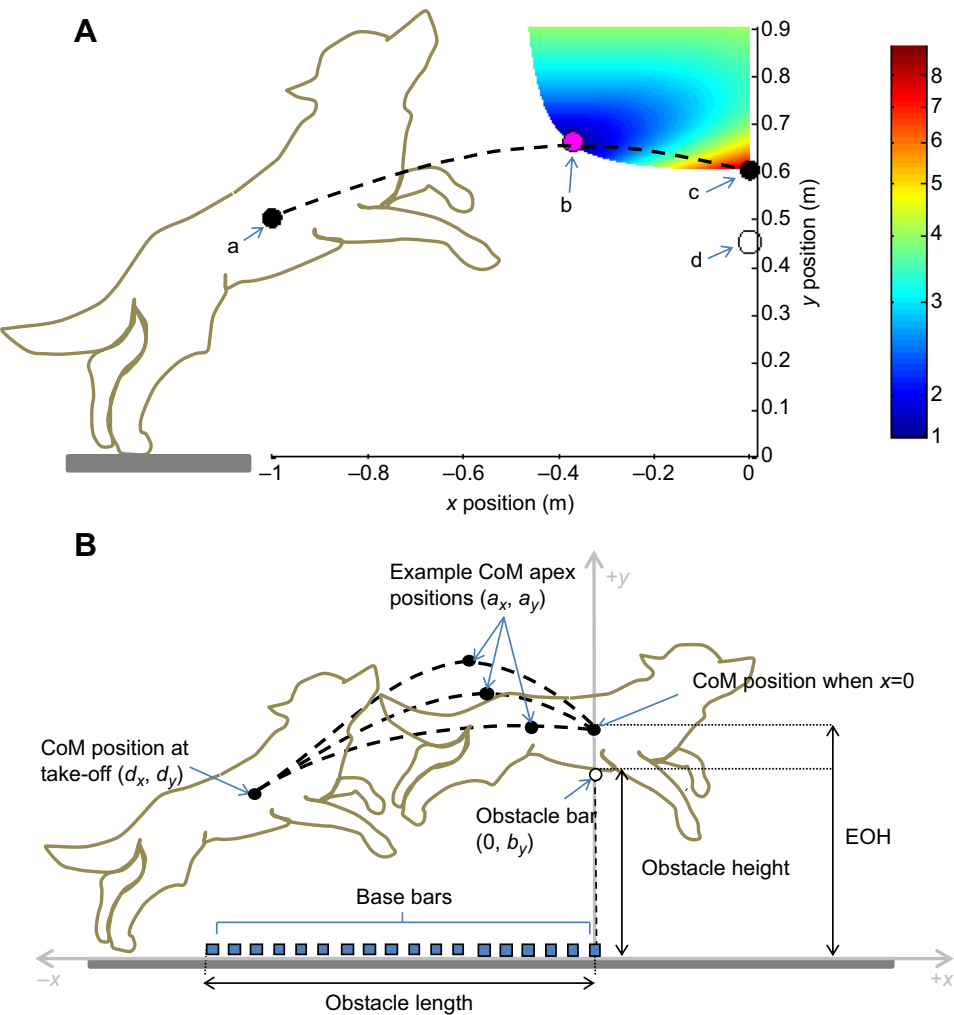 A
0.9
0.8
0.7
0.6
0.5
0.4
0.3
0.2
0.1
0
y position (m)
8
7
6
5
4
3
2
1
a
b
c
d
–1
–0.8
–0.6
–0.4
–0.2
0
x position (m)
B
Example CoM apex
positions (aₓ, aᵧ)
+y
CoM position when x=0
CoM position at
take-off (dₓ, dᵧ)
Obstacle bar
(0, bᵧ)
EOH
Obstacle height
Base bars
–x
+x
Obstacle length